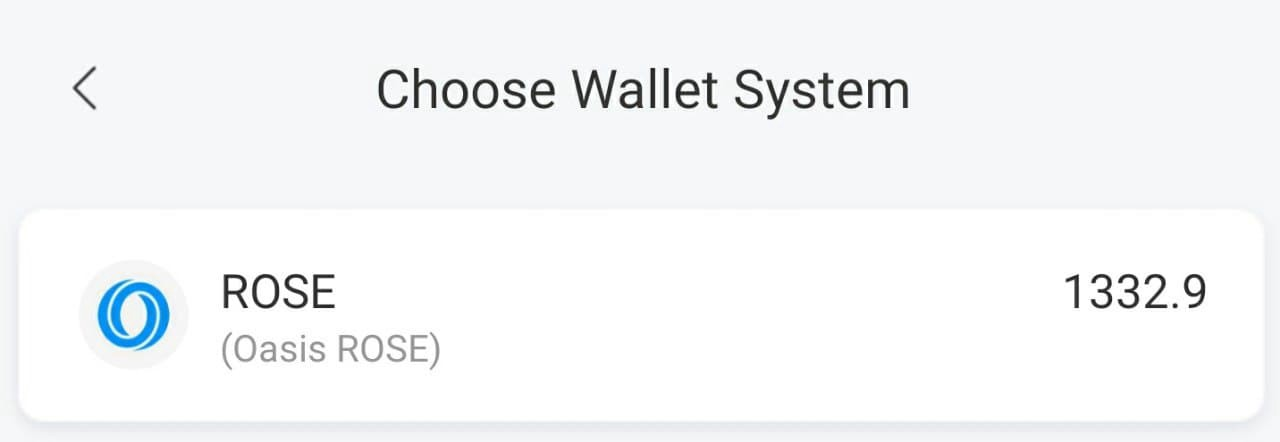 Choose Wallet System
ROSE
1332.9
(Oasis ROSE)